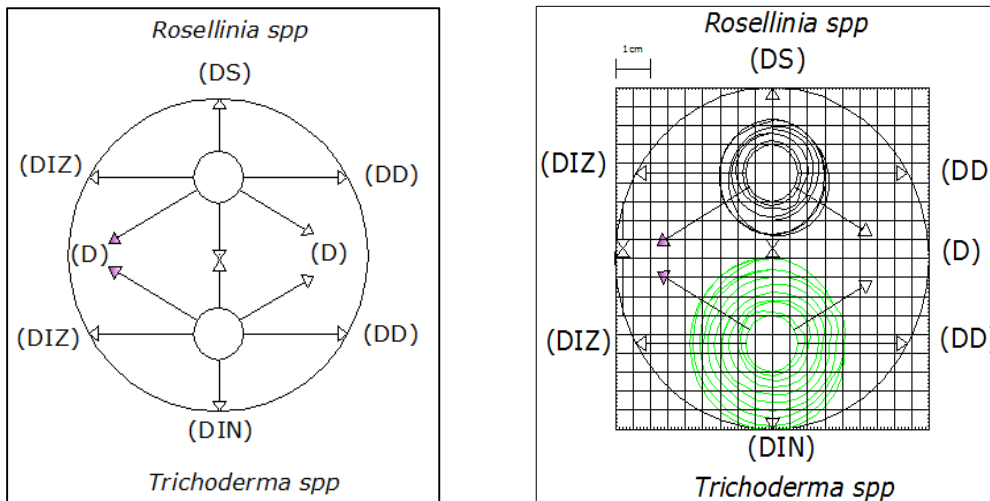 Rosellinia spp
(DS)
(DIZ)
(DD)
(D)
(D)
(DIZ)
(DD)
(DIN)
Trichoderma spp
Rosellinia spp
1cm
(DS)
(DIZ)
(DD
(D)
(DIZ)
(DD)
(DIN)
Trichoderma spp